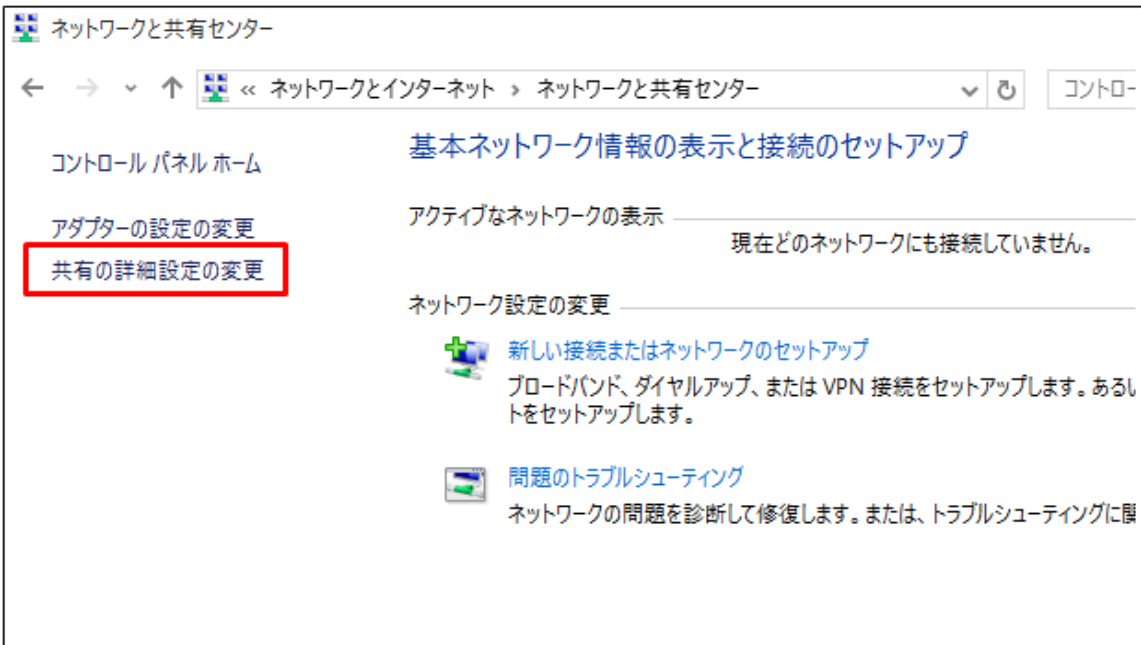 ネットワークと共有センター
« ネットワークとインターネット › ネットワークと共有センター
コントロー
コントロール パネル ホーム
アダプターの設定の変更
共有の詳細設定の変更
基本ネットワーク情報の表示と接続のセットアップ
アクティブなネットワークの表示
現在どのネットワークにも接続していません。
ネットワーク設定の変更
新しい接続またはネットワークのセットアップ
ブロードバンド、ダイヤルアップ、または VPN 接続をセットアップします。あるい
トをセットアップします。
問題のトラブルシューティング
ネットワークの問題を診断して修復します。または、トラブルシューティングに関